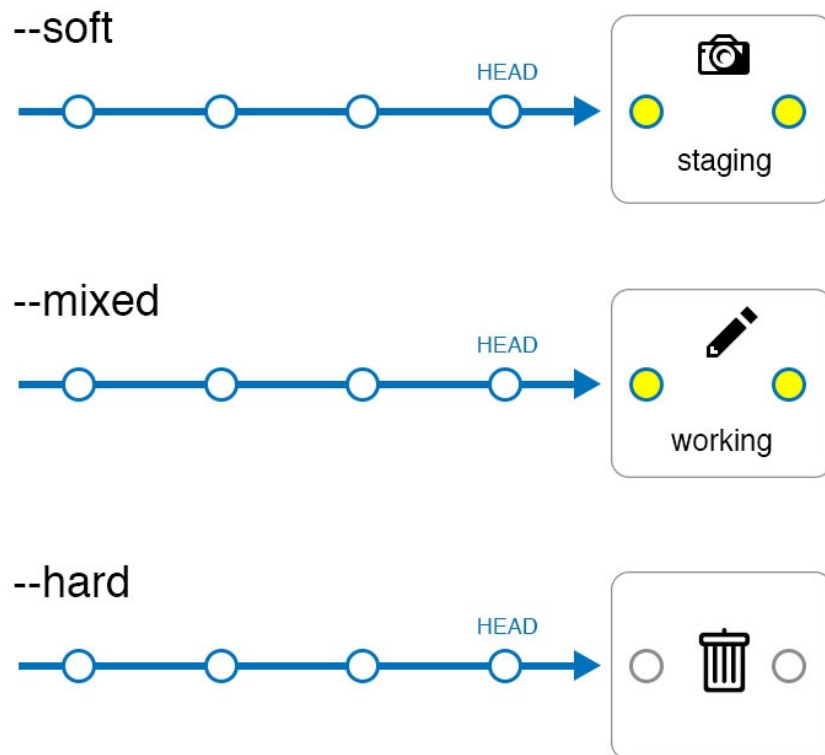 --soft
HEAD
staging
--mixed
HEAD
working
--hard
HEAD